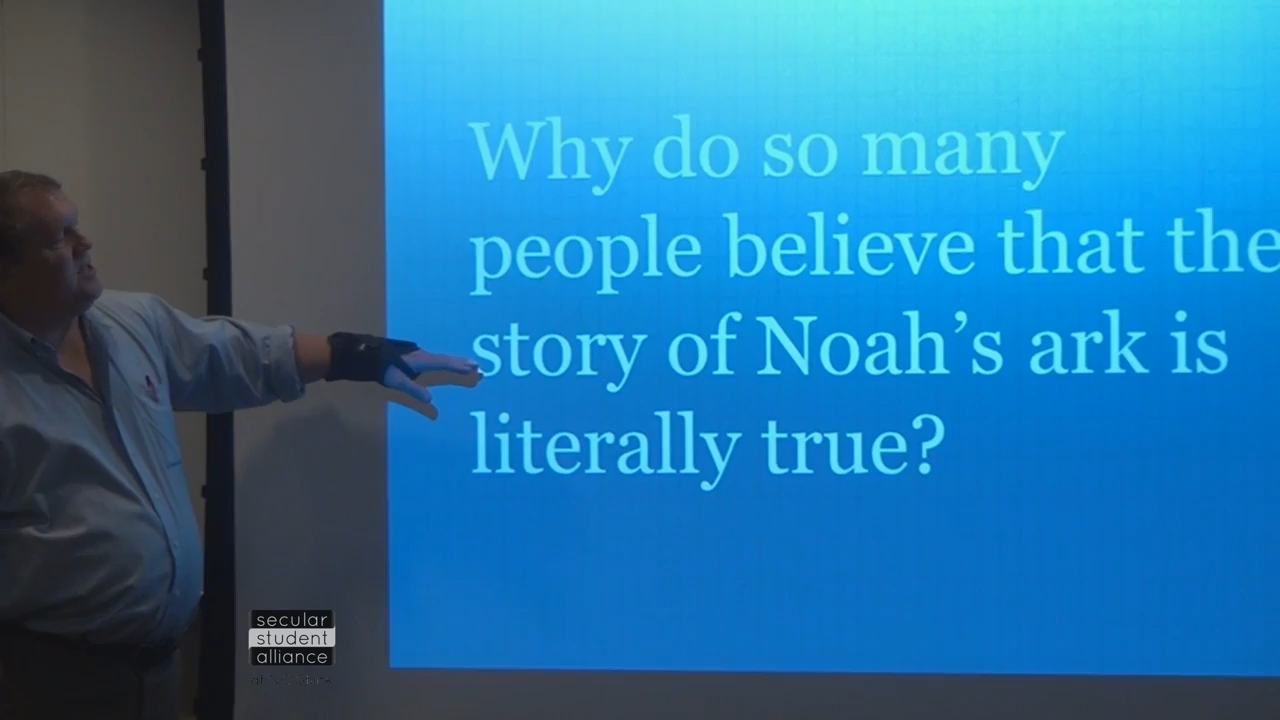 Why do so many
people believe that the
story of Noah's ark is
literally true?
secular
student
alliance